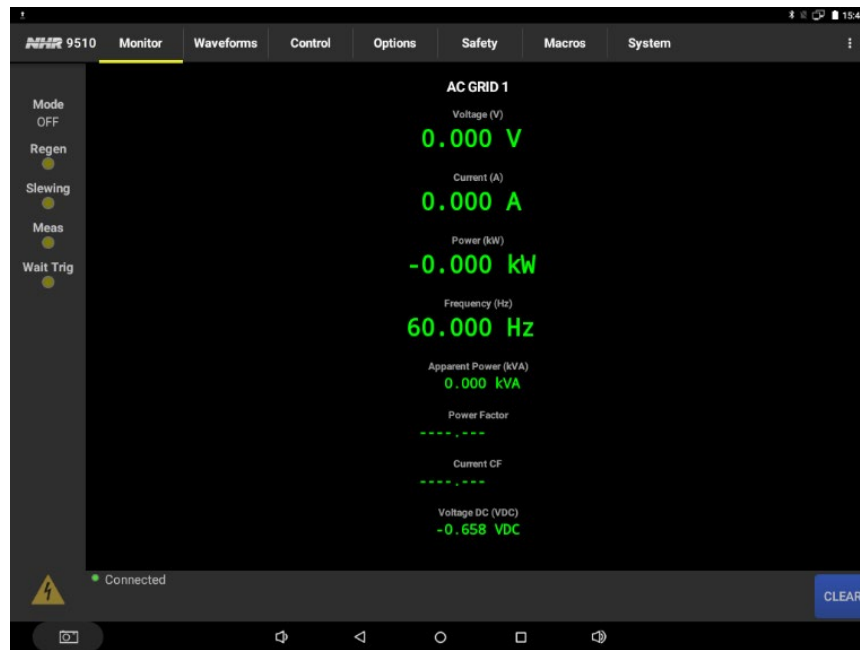 15:4
NHR 9510 Monitor Waveforms Control Options Safety Macros System
Mode
OFF
Regen
Slewing
Meas
Wait Trig
AC GRID 1
Voltage (V)
0.000 V
Current (A)
0.000 A
Power (kW)
-0.000 kW
Frequency (Hz)
60.000 Hz
Apparent Power (kVA)
0.000 kVA
Power Factor
----.---
Current CF
----.---
Voltage DC (VDC)
-0.658 VDC
Connected
CLEAR